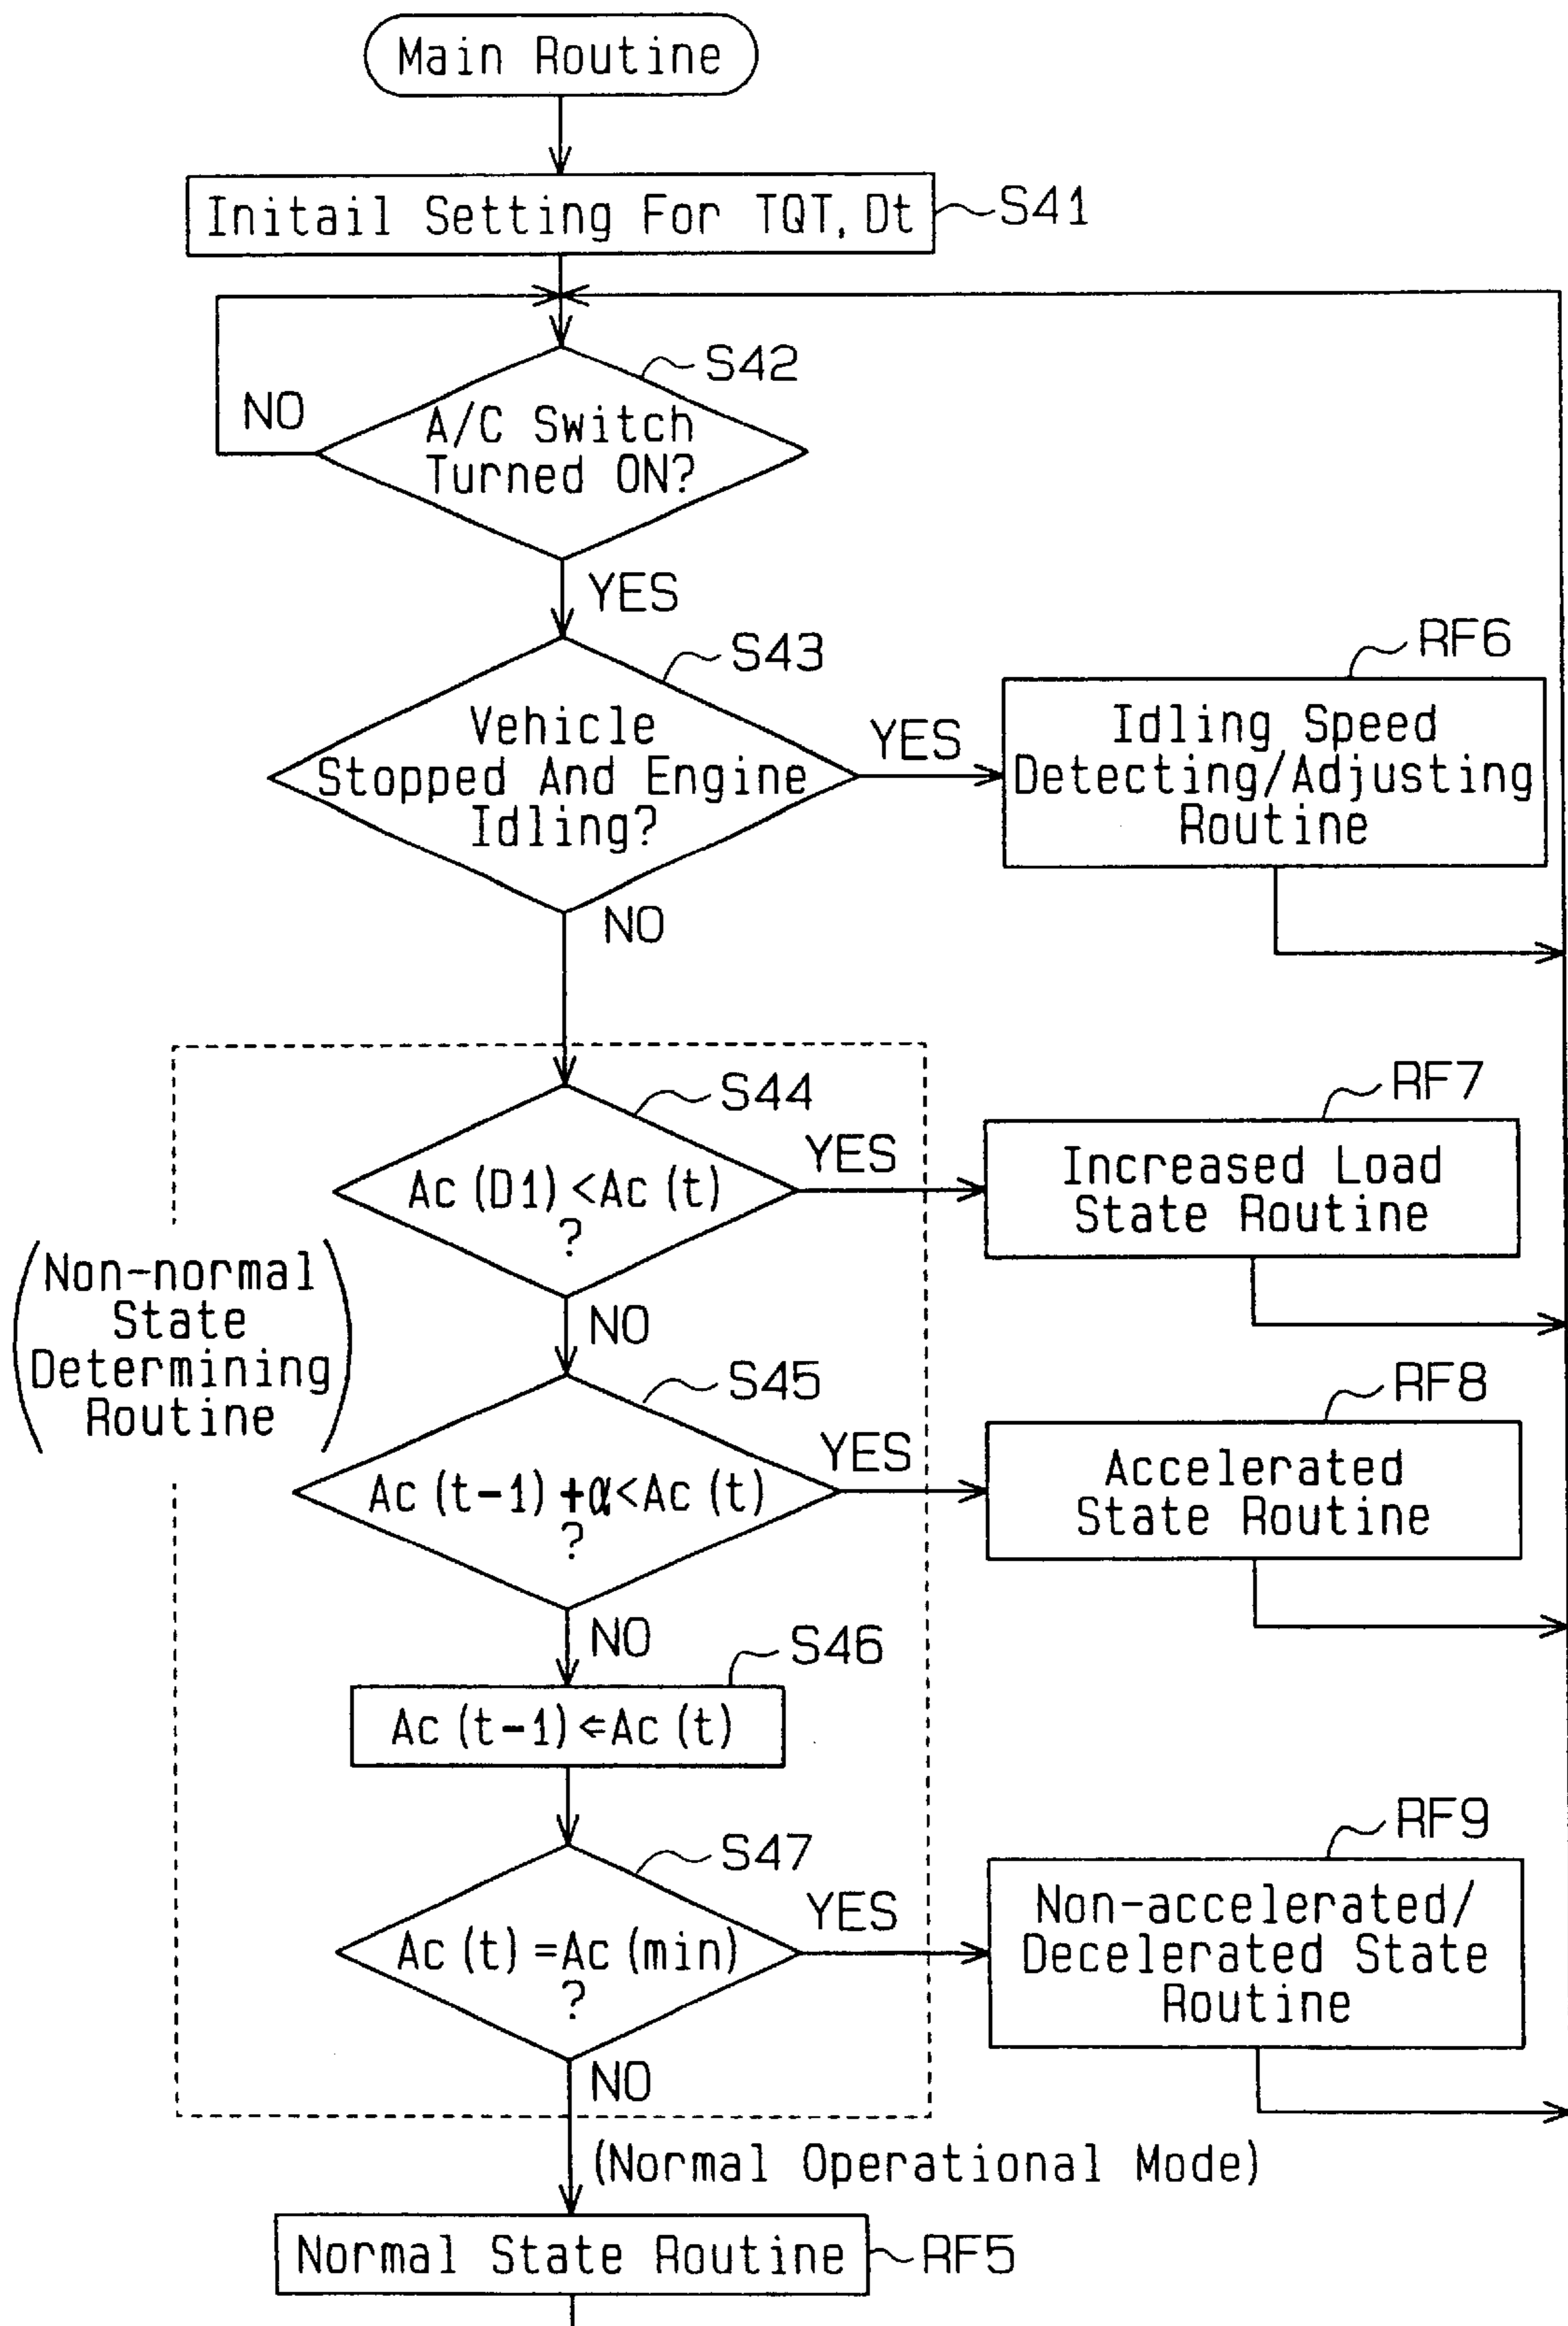 Main Routine
Initail Setting For TQT, Dt
S41
S42
NO
A/C Switch
Turned ON?
YES
S43
Vehicle
Stopped And Engine
Idling?
YES
RF6
Idling Speed
Detecting/Adjusting
Routine
NO
S44
Ac(D1)<Ac(t)
?
YES
RF7
Increased Load
State Routine
(Non-normal
State
Determining
Routine)
NO
S45
Ac(t-1)+α<Ac(t)
?
YES
RF8
Accelerated
State Routine
NO
S46
Ac(t-1)⇐Ac(t)
S47
Ac(t)=Ac(min)
?
YES
RF9
Non-accelerated/
Decelerated State
Routine
NO
(Normal Operational Mode)
Normal State Routine
RF5